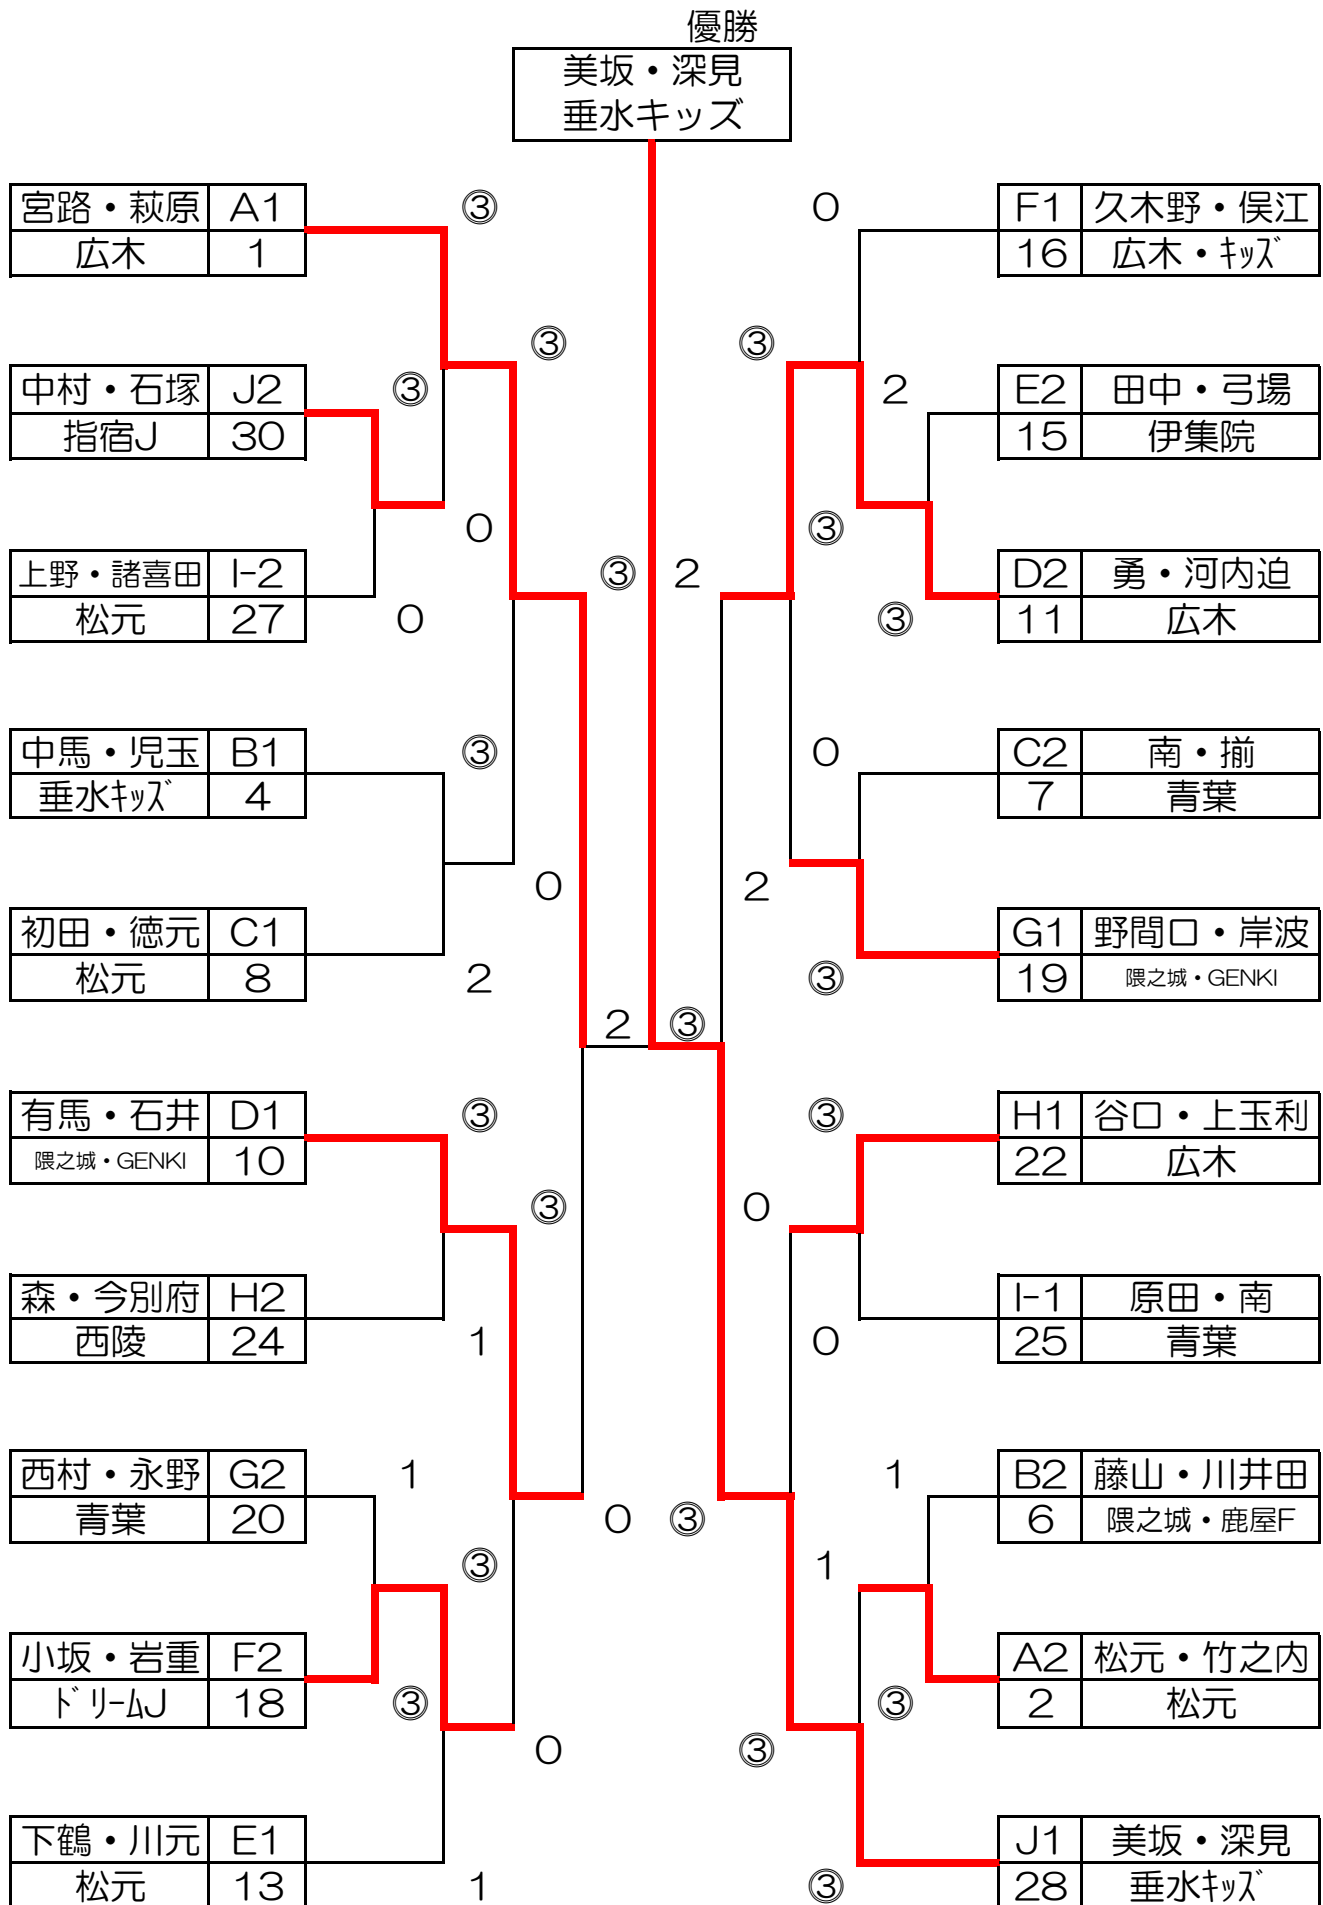 優勝
美坂・深見
垂水キッズ
宮路・萩原 A1 ③ 0 F1 久木野・俣江
広木 1 16 広木・ｷｯｽﾞ
③ ③
中村・石塚 J2 ③ 2 E2 田中・弓場
指宿J 30 15 伊集院
0 ③
上野・諸喜田 I-2 ③ 2 D2 勇・河内迫
松元 27 0 ③ 11 広木
中馬・児玉 B1 ③ 0 C2 南・揃
垂水ｷｯｽﾞ 4 7 青葉
0 2
初田・徳元 C1 G1 野間口・岸波
松元 8 2 ③ 19 隈之城・GENKI
2 ③
有馬・石井 D1 ③ ③ H1 谷口・上玉利
隈之城・GENKI 10 22 広木
③ 0
森・今別府 H2 I-1 原田・南
西陵 24 1 0 25 青葉
西村・永野 G2 1 1 B2 藤山・川井田
青葉 20 0 ③ 6 隈之城・鹿屋F
③ 1
小坂・岩重 F2 A2 松元・竹之内
ﾄﾞﾘｰﾑJ 18 ③ ③ 2 松元
0 ③
下鶴・川元 E1 J1 美坂・深見
松元 13 1 ③ 28 垂水ｷｯｽﾞ